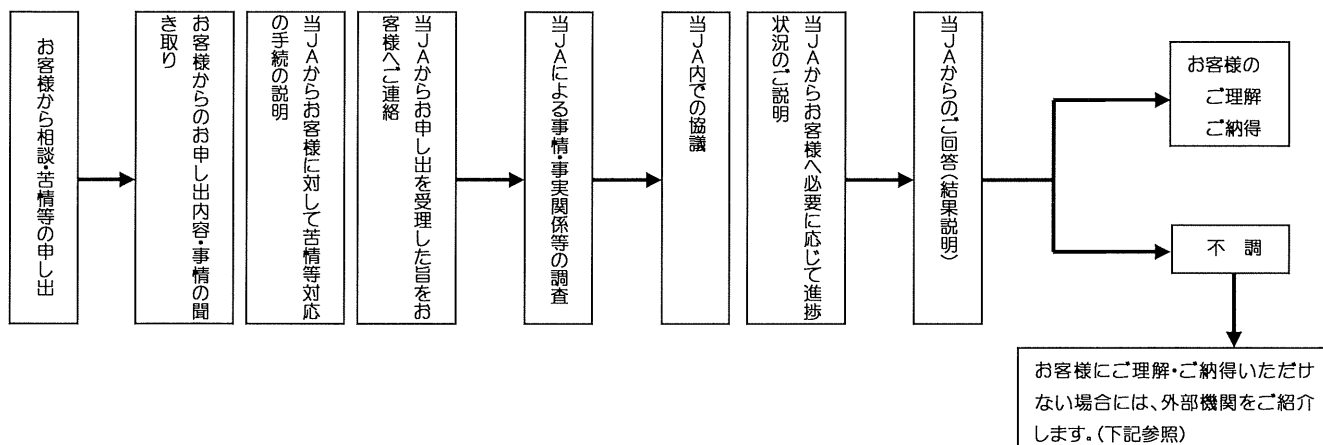 お客様から相談・苦情等の申し出
お客様からのお申し出内容・事情の聞
き取り
当JAからお客様に対して苦情等対応
の手続の説明
当JAからお申し出を受理した旨をお
客様へご連絡
当JAによる事情・事実関係等の調査
当JA内での協議
当JAからお客様へ必要に応じて進捗
状況のご説明
当JAからのご回答（結果説明）
お客様の
ご理解
ご納得
不 調
お客様にご理解・ご納得いただけ
ない場合には、外部機関をご紹介
します。（下記参照）